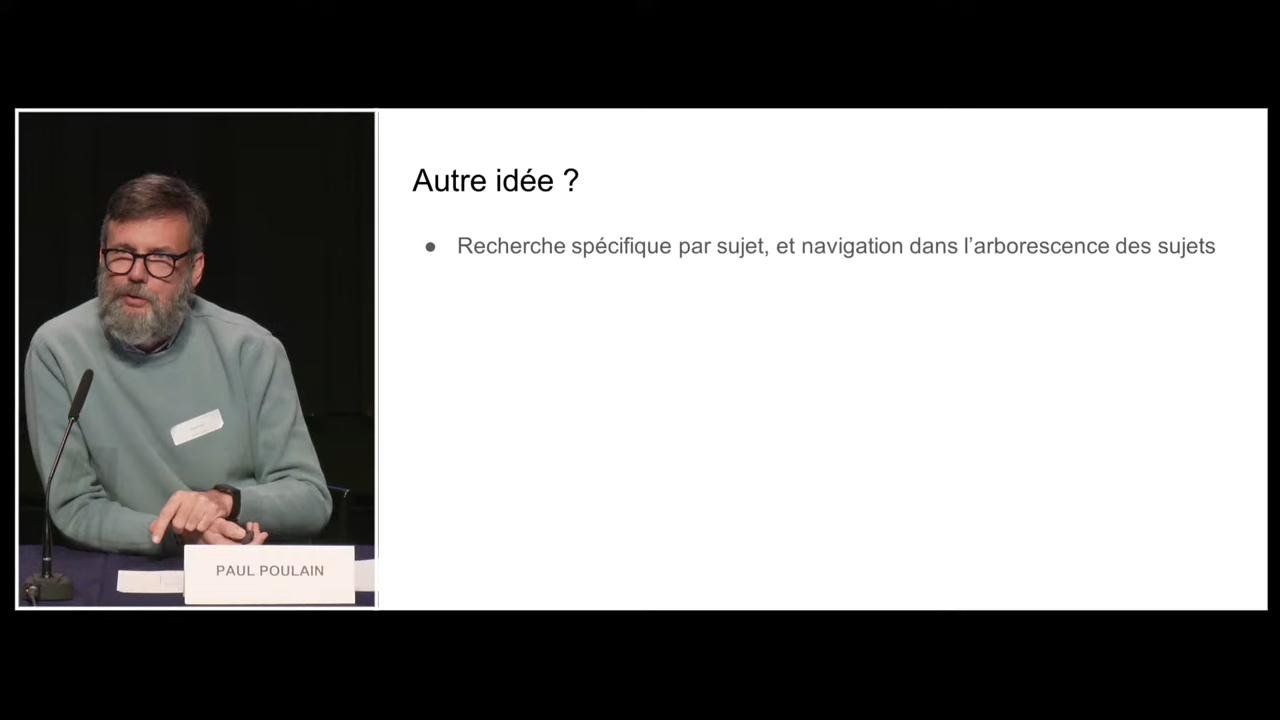 Autre idée ?
● Recherche spécifique par sujet, et navigation dans l’arborescence des sujets
PAUL POULAIN